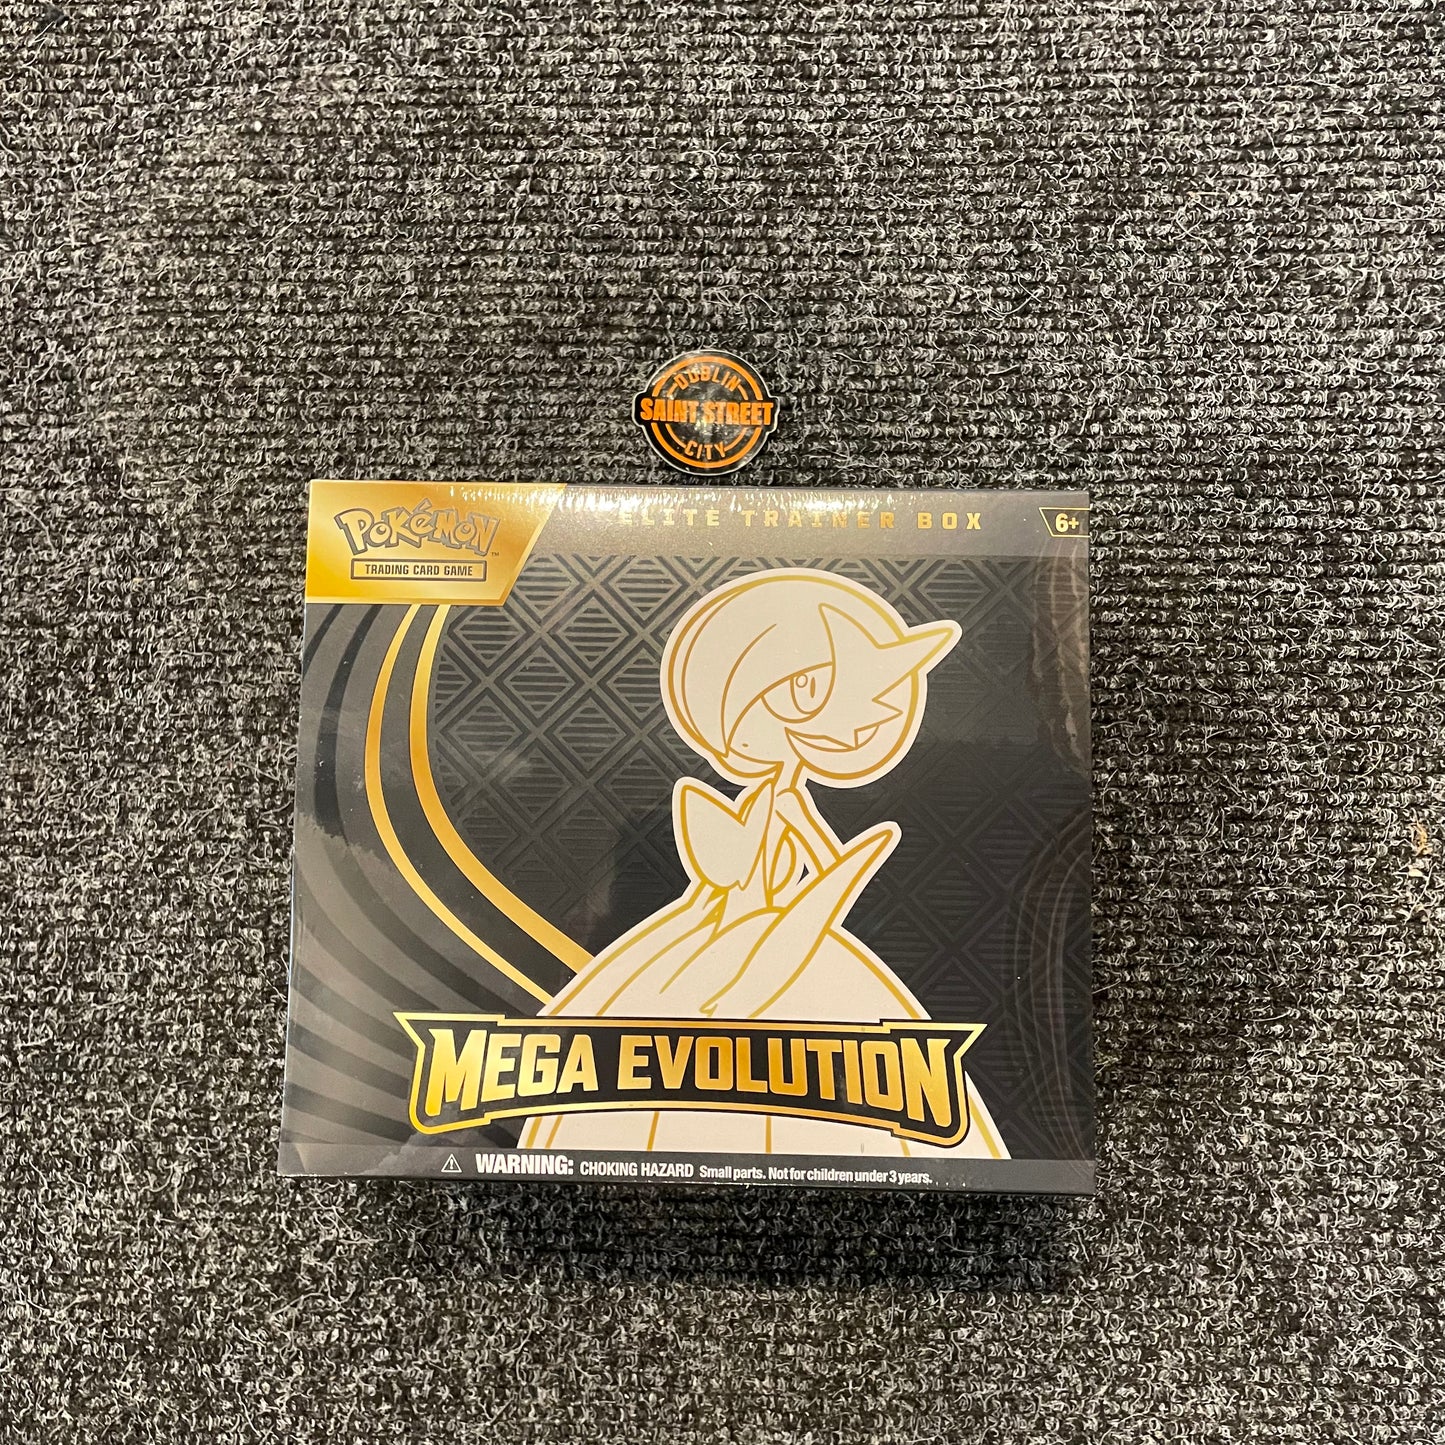 DUBLIN
SAINT STREET
CITY
POKéMON™
TRADING CARD GAME
ELITE TRAINER BOX
6+
MEGA EVOLUTION
⚠ WARNING: CHOKING HAZARD Small parts. Not for children under 3 years.